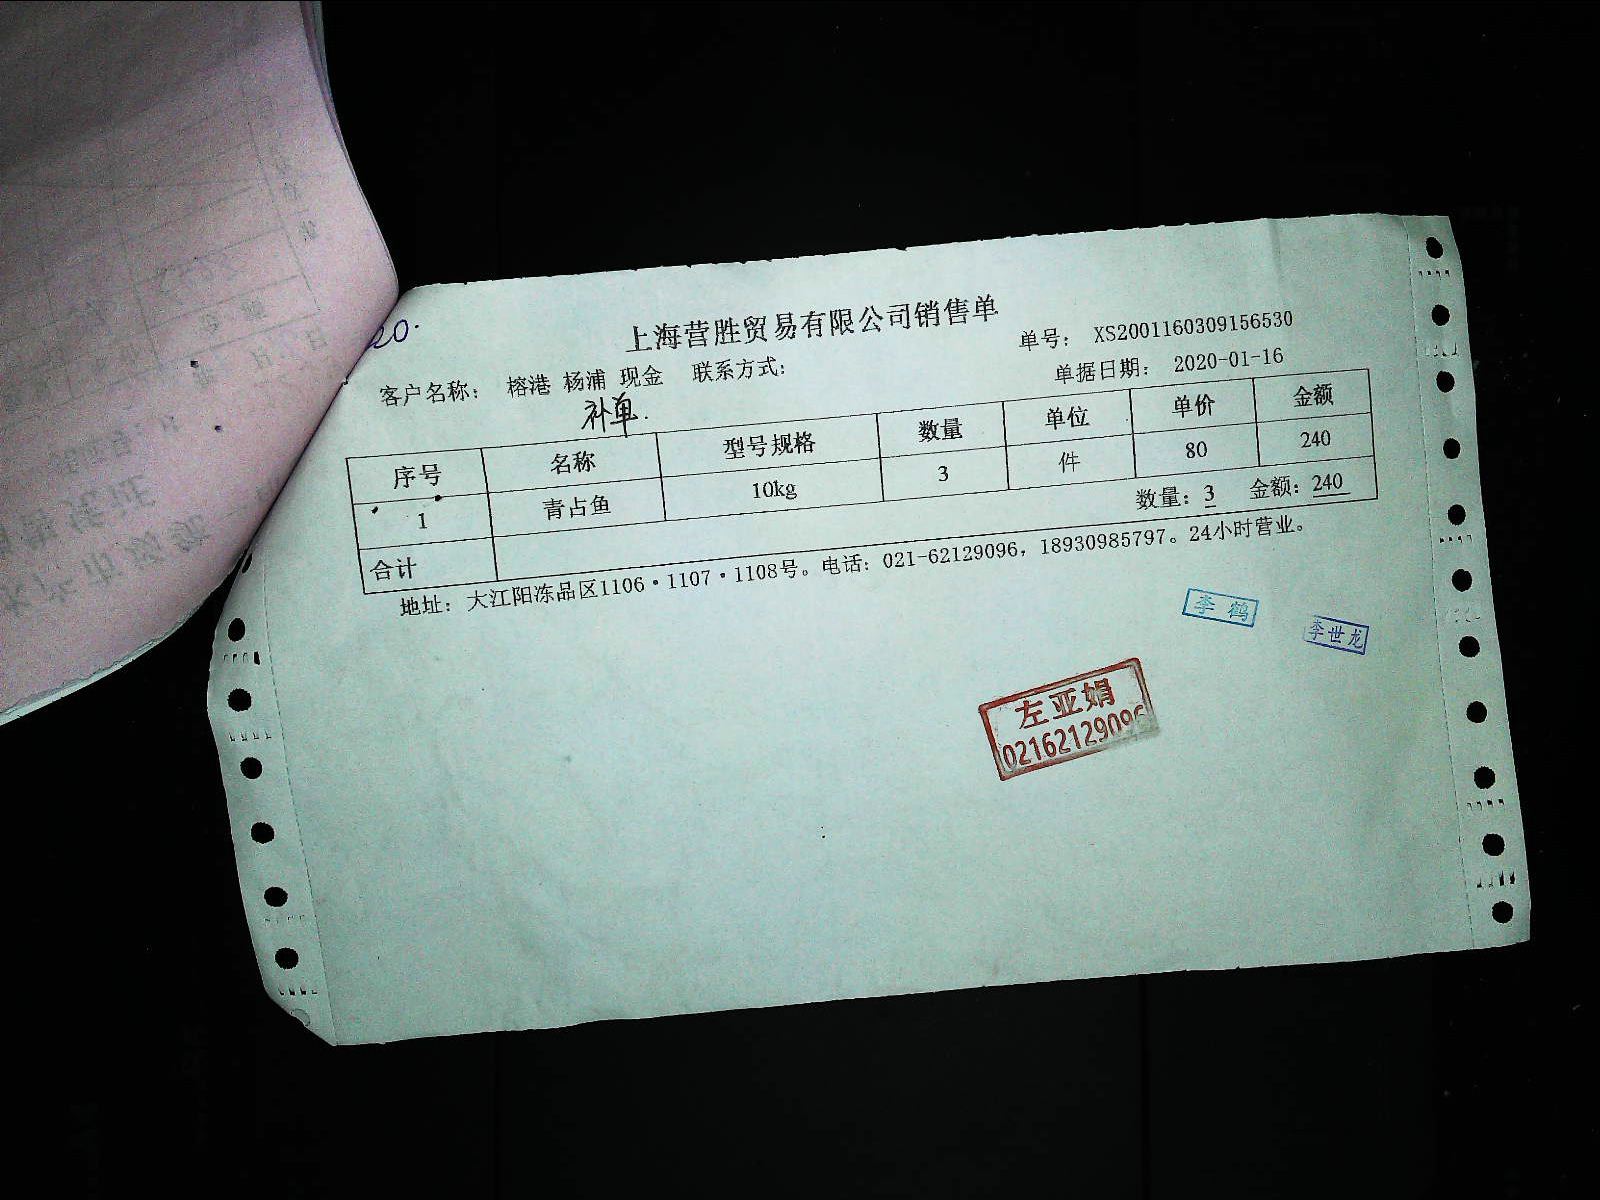 上海营胜贸易有限公司销售单
单号： XS2001160309156530
客户名称： 榕港 杨浦 现金 联系方式：
单据日期： 2020-01-16
20.
补单.
序号 名称 型号规格 数量 单位 单价 金额
1 青占鱼 10kg 3 件 80 240
合计 数量：3 金额：240
地址：大江阳冻品区1106·1107·1108号。电话：021-62129096，18930985797。24小时营业。
李鹤
李世龙
左亚娟
02162129096